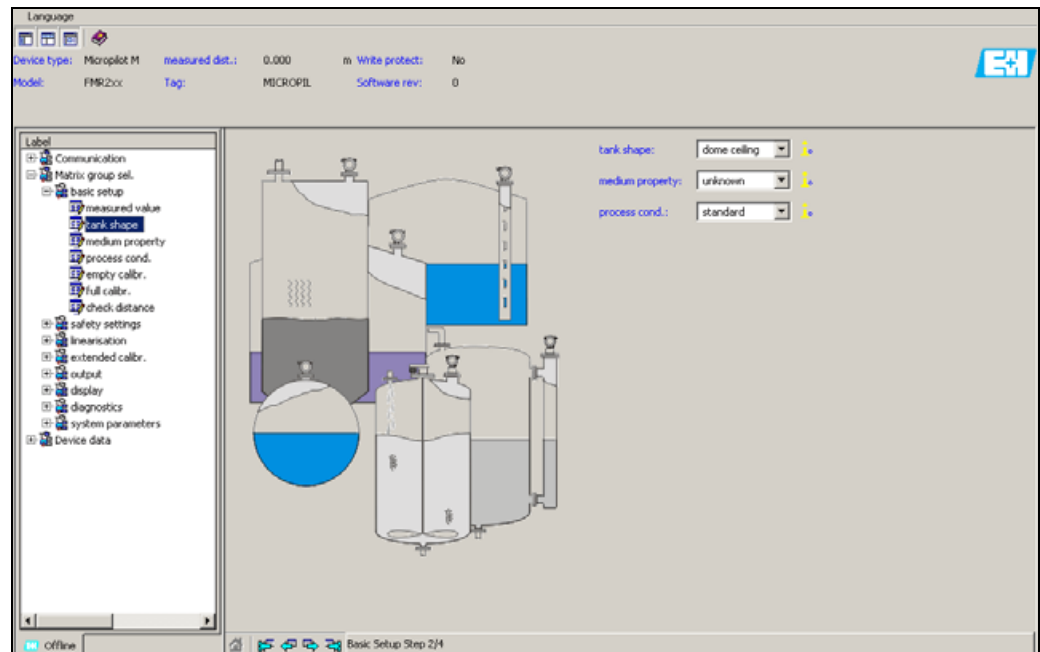 Language
Device type: Micropilot M measured dist.: 0.000 m Write protect: No
Model: FMR2xx Tag: MICROPIL Software rev: 0
E+H
Label
Communication
Matrix group sel.
basic setup
measured value
tank shape
medium property
process cond.
empty calibr.
full calibr.
check distance
safety settings
linearisation
extended calibr.
output
display
diagnostics
system parameters
Device data
tank shape: dome ceiling
medium property: unknown
process cond.: standard
Offline
Basic Setup Step 2/4